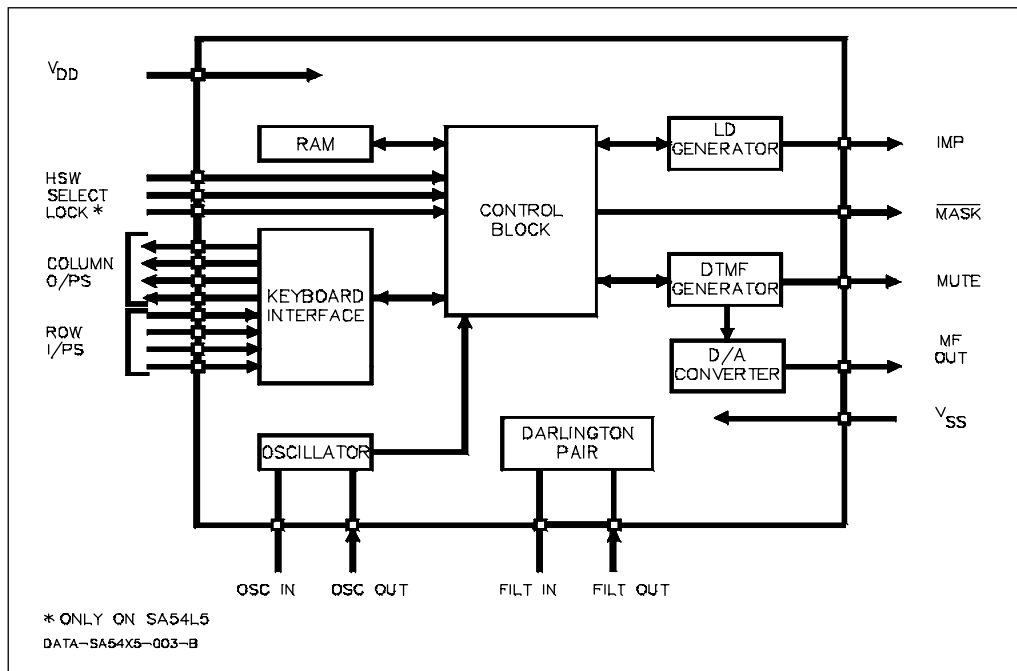 VDD
RAM
LD
GENERATOR
IMP
HSW
SELECT
LOCK *
CONTROL
BLOCK
MASK
COLUMN
O/PS
KEYBOARD
INTERFACE
DTMF
GENERATOR
MUTE
ROW
I/PS
D/A
CONVERTER
MF
OUT
VSS
OSCILLATOR
DARLINGTON
PAIR
OSC IN
OSC OUT
FILT IN
FILT OUT
* ONLY ON SA54L5
DATA-SA54X5-003-B